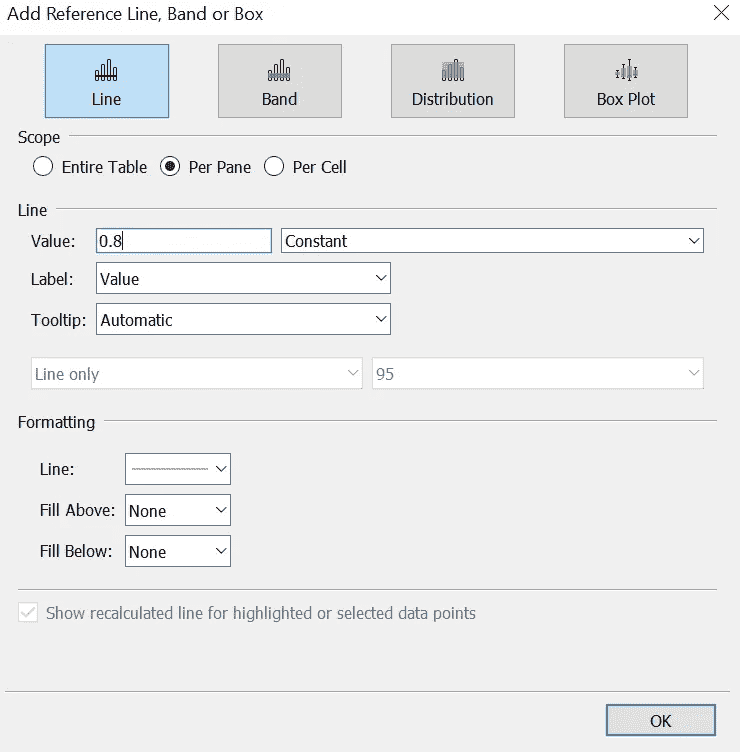 Add Reference Line, Band or Box
Line Band Distribution Box Plot
Scope
Entire Table Per Pane Per Cell
Line
Value: 0.8 Constant
Label: Value
Tooltip: Automatic
Line only 95
Formatting
Line:
Fill Above: None
Fill Below: None
Show recalculated line for highlighted or selected data points
OK